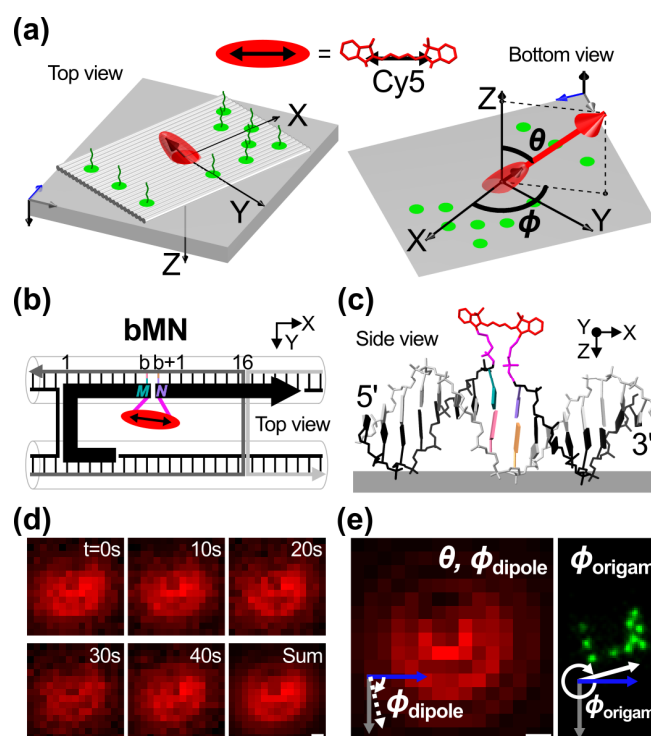 (a)
Top view
=
Cy5
Bottom view
X
Y
Z
Z
θ
X
Y
ϕ
(b)
bMN
X
Y
1
b
b+1
16
M
N
Top view
(c)
Side view
Y
X
Z
5'
3'
(d)
t=0s
10s
20s
30s
40s
Sum
(e)
θ, ϕdipole
ϕorigam
ϕdipole
ϕorigam